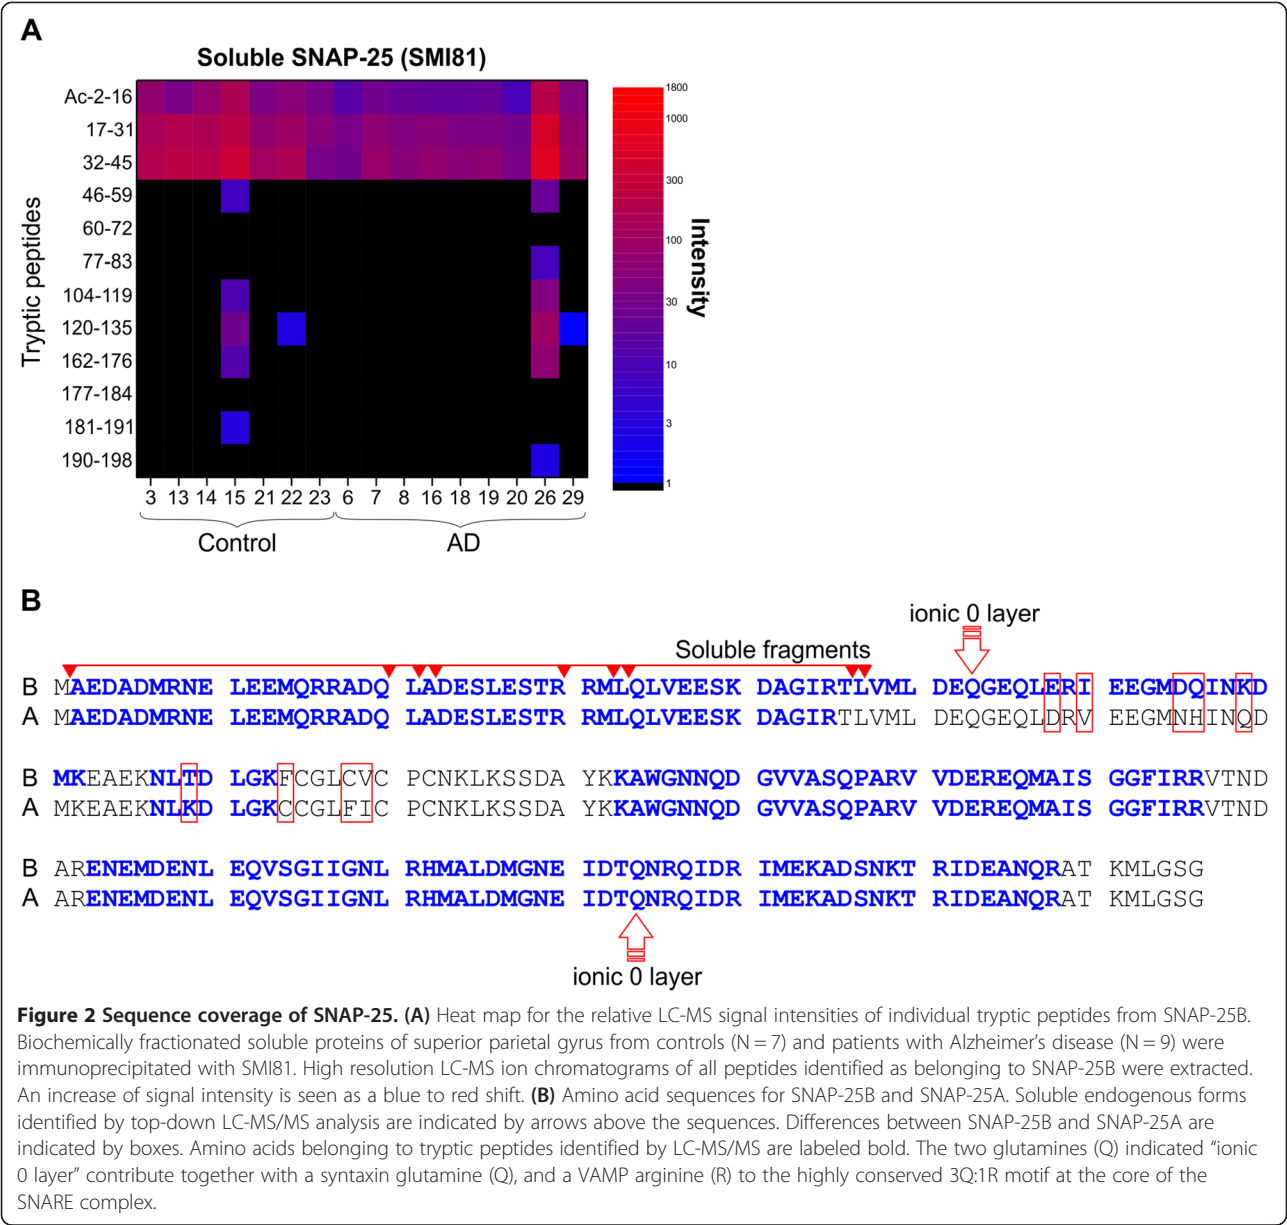 A
Soluble SNAP-25 (SMI81)
Tryptic peptides
Ac-2-16
17-31
32-45
46-59
60-72
77-83
104-119
120-135
162-176
177-184
181-191
190-198
3 13 14 15 21 22 23 6 7 8 16 18 19 20 26 29
Control AD
1800
1000
300
100
30
10
3
1
Intensity
B
ionic 0 layer
Soluble fragments
B MAEDADMRNE LEEMQRRADQ LADESLESTR RMLQLVEESK DAGIRTLVML DEQGEQLERI EEGMDQINKD
A MAEDADMRNE LEEMQRRADQ LADESLESTR RMLQLVEESK DAGIRTLVML DEQGEQLDRV EEGMNHINQD
B MKEAEKNLTD LGKFCGLCVC PCNKLKSSDA YKKAWGNNQD GVVASQPARV VDEREQMAIS GGFIRRVTND
A MKEAEKNLKD LGKCCGLFIC PCNKLKSSDA YKKAWGNNQD GVVASQPARV VDEREQMAIS GGFIRRVTND
B ARENEMDENL EQVSGIIGNL RHMALDMGNE IDTQNRQIDR IMEKADSNKT RIDEANQRAT KMLGSG
A ARENEMDENL EQVSGIIGNL RHMALDMGNE IDTQNRQIDR IMEKADSNKT RIDEANQRAT KMLGSG
ionic 0 layer
Figure 2 Sequence coverage of SNAP-25. (A) Heat map for the relative LC-MS signal intensities of individual tryptic peptides from SNAP-25B.
Biochemically fractionated soluble proteins of superior parietal gyrus from controls (N = 7) and patients with Alzheimer's disease (N = 9) were
immunoprecipitated with SMI81. High resolution LC-MS ion chromatograms of all peptides identified as belonging to SNAP-25B were extracted.
An increase of signal intensity is seen as a blue to red shift. (B) Amino acid sequences for SNAP-25B and SNAP-25A. Soluble endogenous forms
identified by top-down LC-MS/MS analysis are indicated by arrows above the sequences. Differences between SNAP-25B and SNAP-25A are
indicated by boxes. Amino acids belonging to tryptic peptides identified by LC-MS/MS are labeled bold. The two glutamines (Q) indicated "ionic
0 layer" contribute together with a syntaxin glutamine (Q), and a VAMP arginine (R) to the highly conserved 3Q:1R motif at the core of the
SNARE complex.